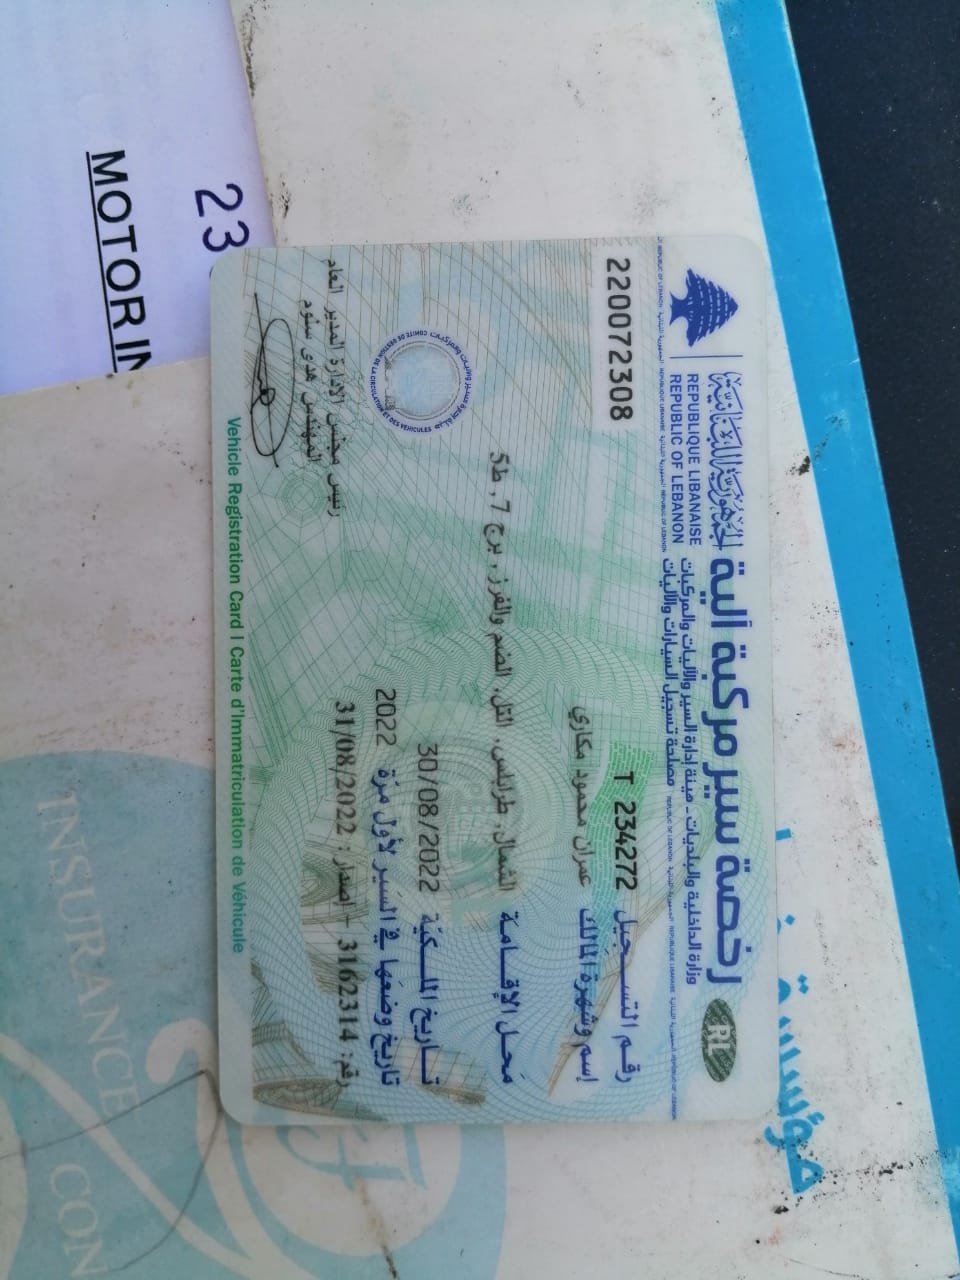 الجمهورية اللبنانية
REPUBLIQUE LIBANAISE
REPUBLIC OF LEBANON
رخصة سير مركبة آلية
وزارة الداخلية والبلديات - هيئة إدارة السير والآليات والمركبات
مصلحة تسجيل السيارات والآليات
RL
220072308
رقم التسجيل T 234272
إسم وشهرة المالك عمران محمود مكاري
محل الإقامة الشمال, طرابلس, التل, الضم والفرز, برج 7, ط5
تاريخ الملكية 30/08/2022
تاريخ وضعها في السير لأول مرة 2022
رقم: 3162314 - إصدار: 31/08/2022
رئيس مجلس الإدارة المدير العام
المهندس هدى سلوم
COMITE DE GESTION DE LA CIRCULATION ET DES VEHICULES
Vehicle Registration Card | Carte d'Immatriculation de Véhicule
23
MOTOR IN
INSURANCE CON
مؤسسة